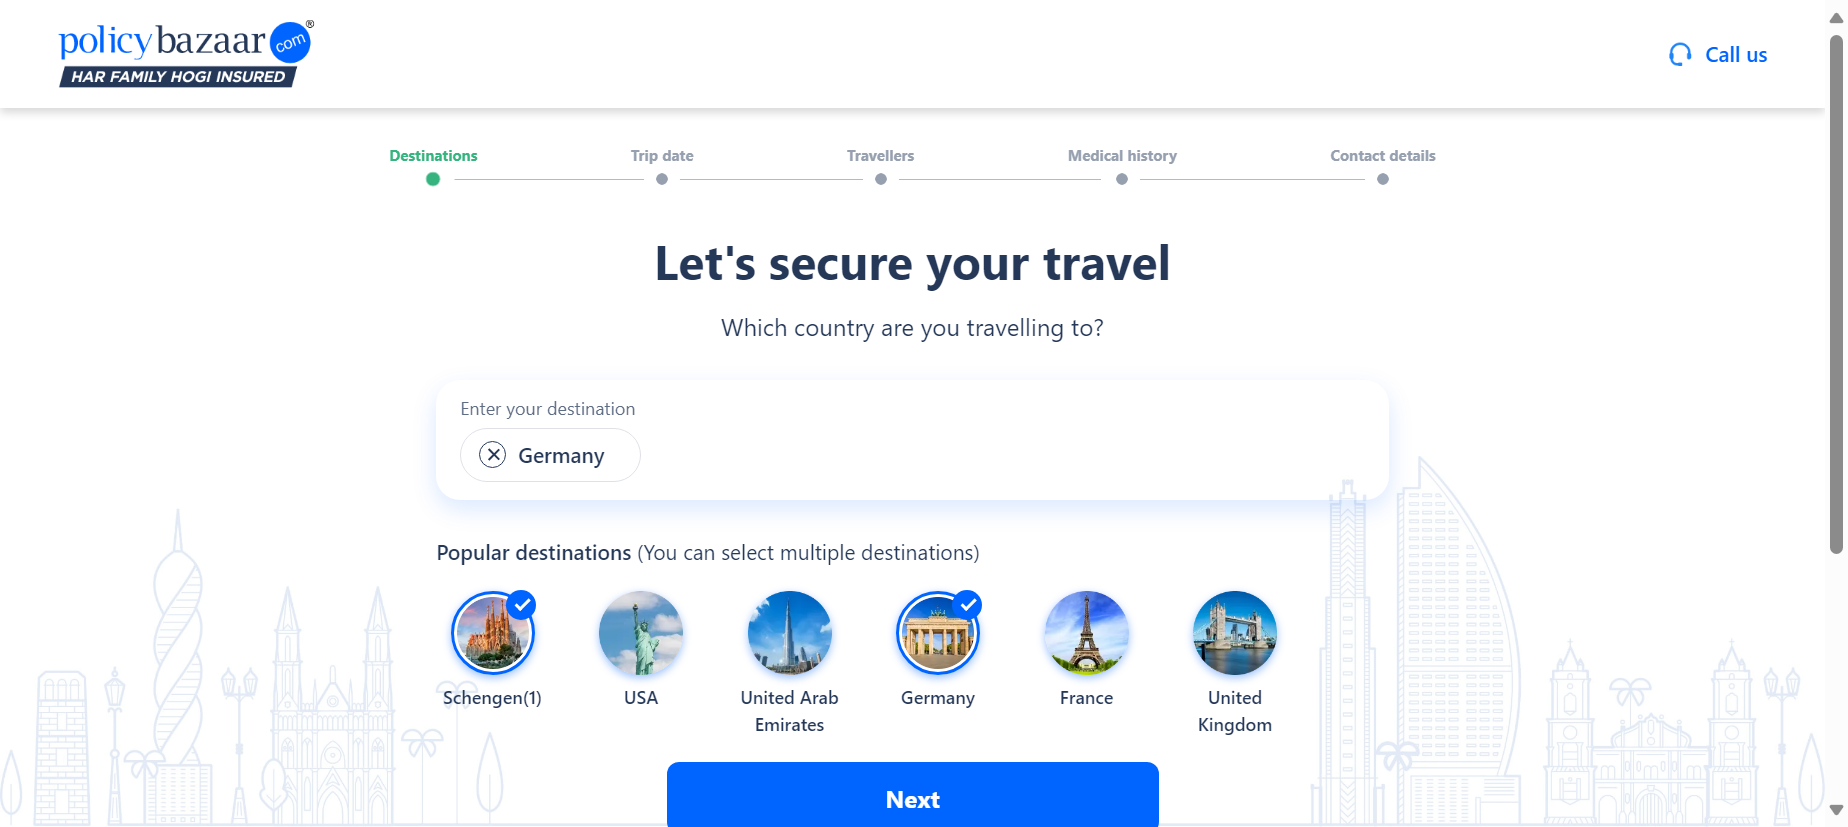 policybazaar com ®
HAR FAMILY HOGI INSURED
Call us
Destinations
Trip date
Travellers
Medical history
Contact details
Let's secure your travel
Which country are you travelling to?
Enter your destination
Germany
Popular destinations (You can select multiple destinations)
Schengen(1)
USA
United Arab
Emirates
Germany
France
United
Kingdom
Next